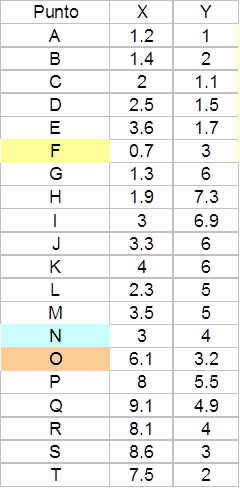 Punto X Y
A 1.2 1
B 1.4 2
C 2 1.1
D 2.5 1.5
E 3.6 1.7
F 0.7 3
G 1.3 6
H 1.9 7.3
I 3 6.9
J 3.3 6
K 4 6
L 2.3 5
M 3.5 5
N 3 4
O 6.1 3.2
P 8 5.5
Q 9.1 4.9
R 8.1 4
S 8.6 3
T 7.5 2